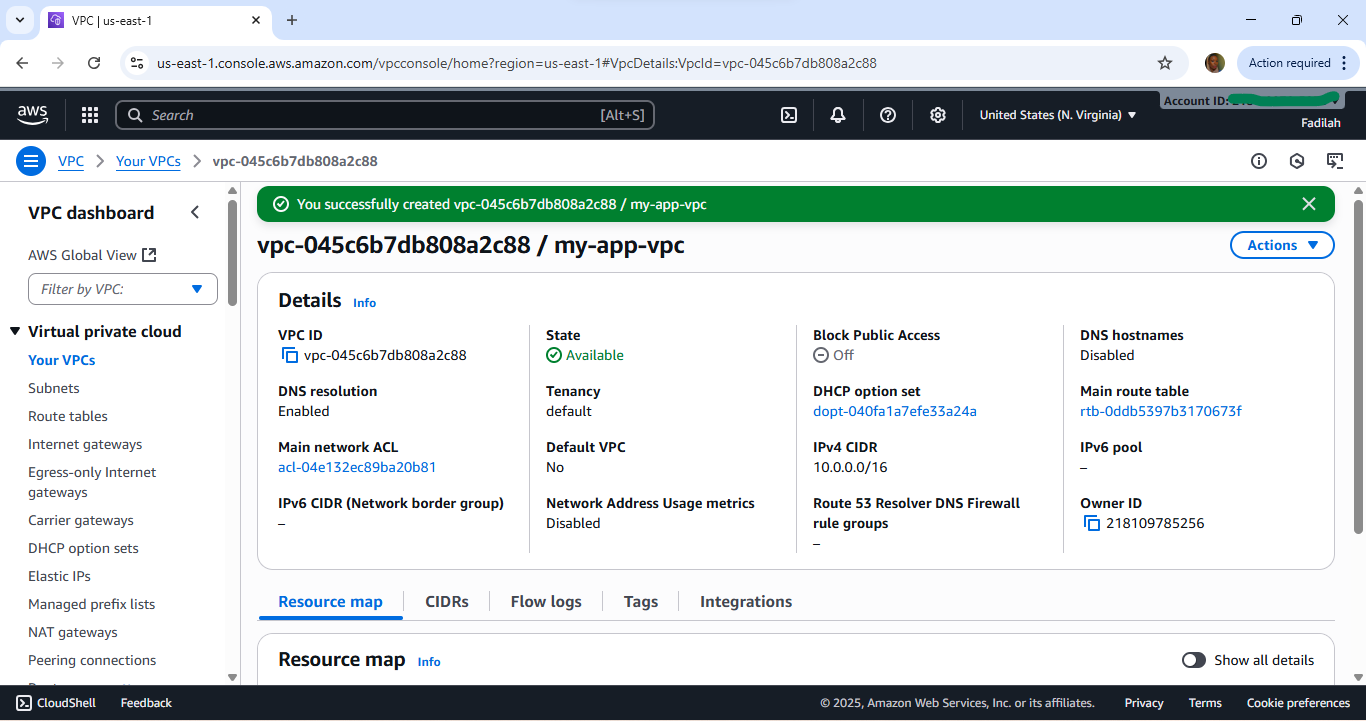 VPC | us-east-1
us-east-1.console.aws.amazon.com/vpcconsole/home?region=us-east-1#VpcDetails:VpcId=vpc-045c6b7db808a2c88
Action required
aws
Search
[Alt+S]
United States (N. Virginia)
Account ID:
Fadilah
VPC
Your VPCs
vpc-045c6b7db808a2c88
VPC dashboard
AWS Global View
Filter by VPC:
Virtual private cloud
Your VPCs
Subnets
Route tables
Internet gateways
Egress-only Internet
gateways
Carrier gateways
DHCP option sets
Elastic IPs
Managed prefix lists
NAT gateways
Peering connections
You successfully created vpc-045c6b7db808a2c88 / my-app-vpc
vpc-045c6b7db808a2c88 / my-app-vpc
Actions
Details Info
VPC ID
vpc-045c6b7db808a2c88
State
Available
Block Public Access
Off
DNS hostnames
Disabled
DNS resolution
Enabled
Tenancy
default
DHCP option set
dopt-040fa1a7efe33a24a
Main route table
rtb-0ddb5397b3170673f
Main network ACL
acl-04e132ec89ba20b81
Default VPC
No
IPv4 CIDR
10.0.0.0/16
IPv6 pool
–
IPv6 CIDR (Network border group)
–
Network Address Usage metrics
Disabled
Route 53 Resolver DNS Firewall
rule groups
–
Owner ID
218109785256
Resource map
CIDRs
Flow logs
Tags
Integrations
Resource map Info
Show all details
CloudShell
Feedback
© 2025, Amazon Web Services, Inc. or its affiliates.
Privacy
Terms
Cookie preferences